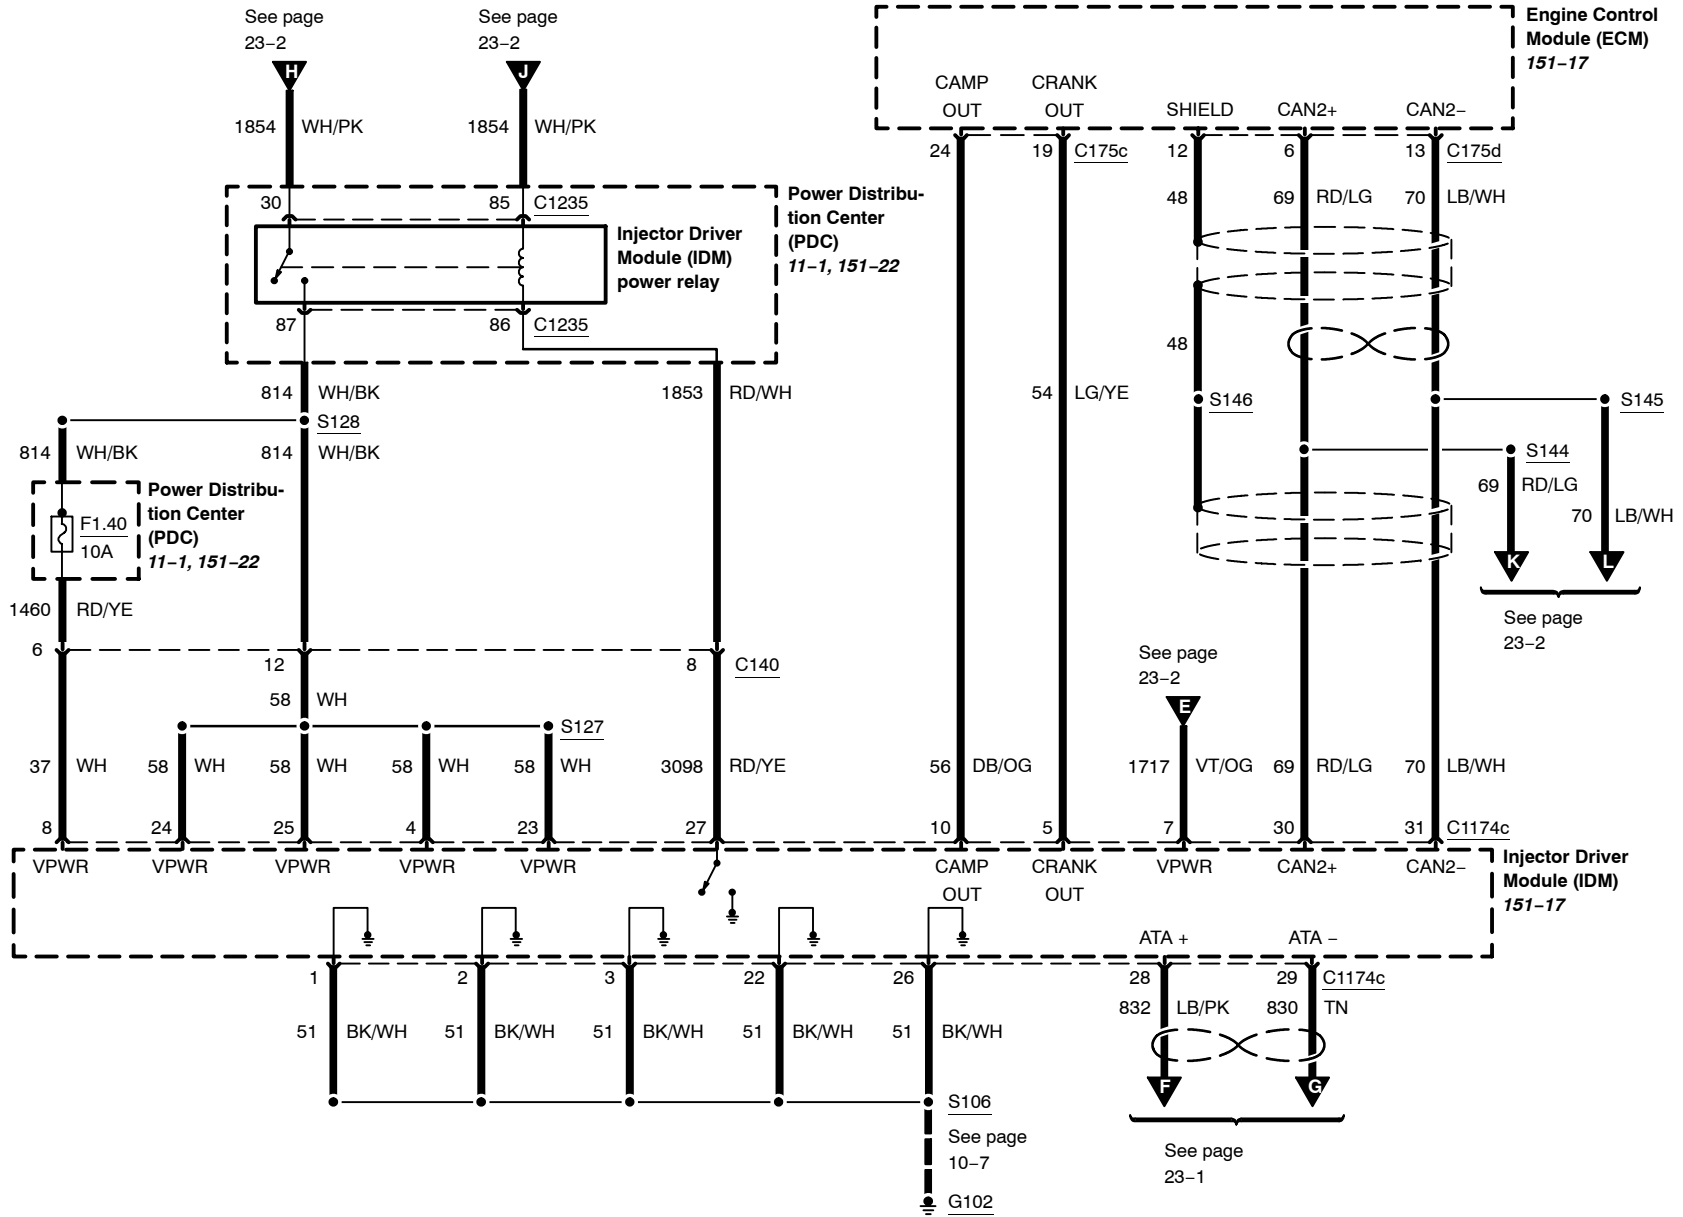 See page
23−2
See page
23−2
H
J
1854 WH/PK
1854 WH/PK
Engine Control
Module (ECM)
151−17
CAMP
OUT
CRANK
OUT
SHIELD
CAN2+
CAN2−
24
19 C175c
12
6
13 C175d
30
85 C1235
Power Distribu-
tion Center
(PDC)
11−1, 151−22
Injector Driver
Module (IDM)
power relay
87
86 C1235
48
69 RD/LG
70 LB/WH
48
814 WH/BK
1853 RD/WH
54 LG/YE
S146
S145
S128
814 WH/BK
814 WH/BK
S144
69 RD/LG
70 LB/WH
Power Distribu-
tion Center
(PDC)
11−1, 151−22
F1.40
10A
K
L
See page
23−2
1460 RD/YE
6
12
8 C140
See page
23−2
E
58 WH
S127
37 WH
58 WH
58 WH
58 WH
58 WH
3098 RD/YE
56 DB/OG
1717 VT/OG
69 RD/LG
70 LB/WH
8
24
25
4
23
27
10
5
7
30
31 C1174c
VPWR
VPWR
VPWR
VPWR
VPWR
CAMP
OUT
CRANK
OUT
VPWR
CAN2+
CAN2−
Injector Driver
Module (IDM)
151−17
ATA +
ATA −
1
2
3
22
26
28
29 C1174c
832 LB/PK
830 TN
51 BK/WH
51 BK/WH
51 BK/WH
51 BK/WH
51 BK/WH
F
G
S106
See page
10−7
G102
See page
23−1